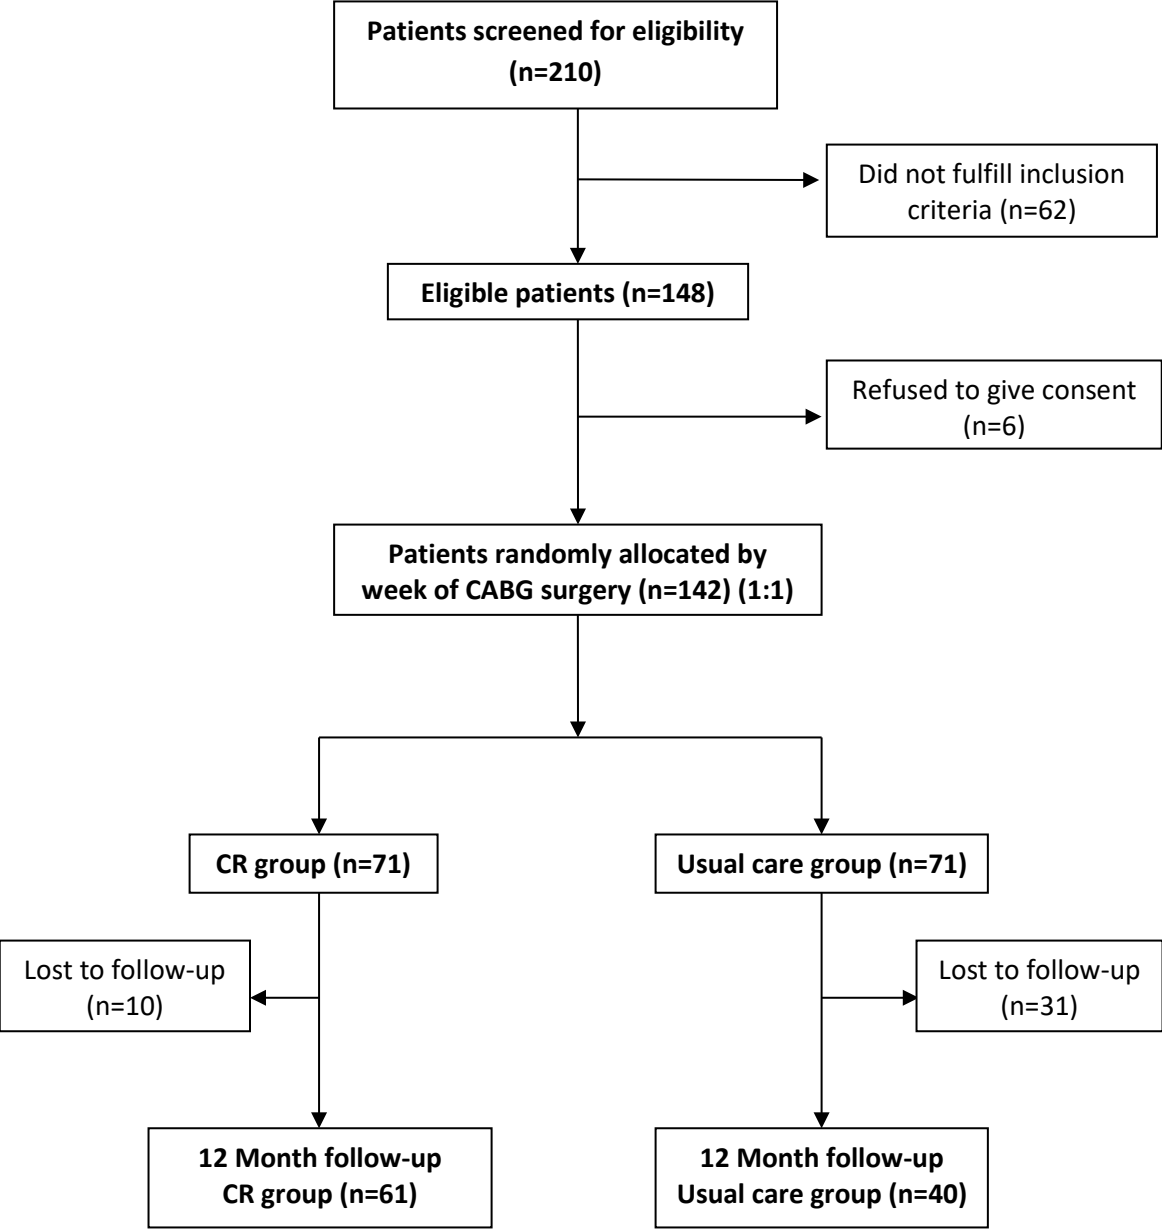 Patients screened for eligibility
(n=210)
Did not fulfill inclusion
criteria (n=62)
Eligible patients (n=148)
Refused to give consent
(n=6)
Patients randomly allocated by
week of CABG surgery (n=142) (1:1)
CR group (n=71)
Usual care group (n=71)
Lost to follow-up
(n=10)
Lost to follow-up
(n=31)
12 Month follow-up
CR group (n=61)
12 Month follow-up
Usual care group (n=40)